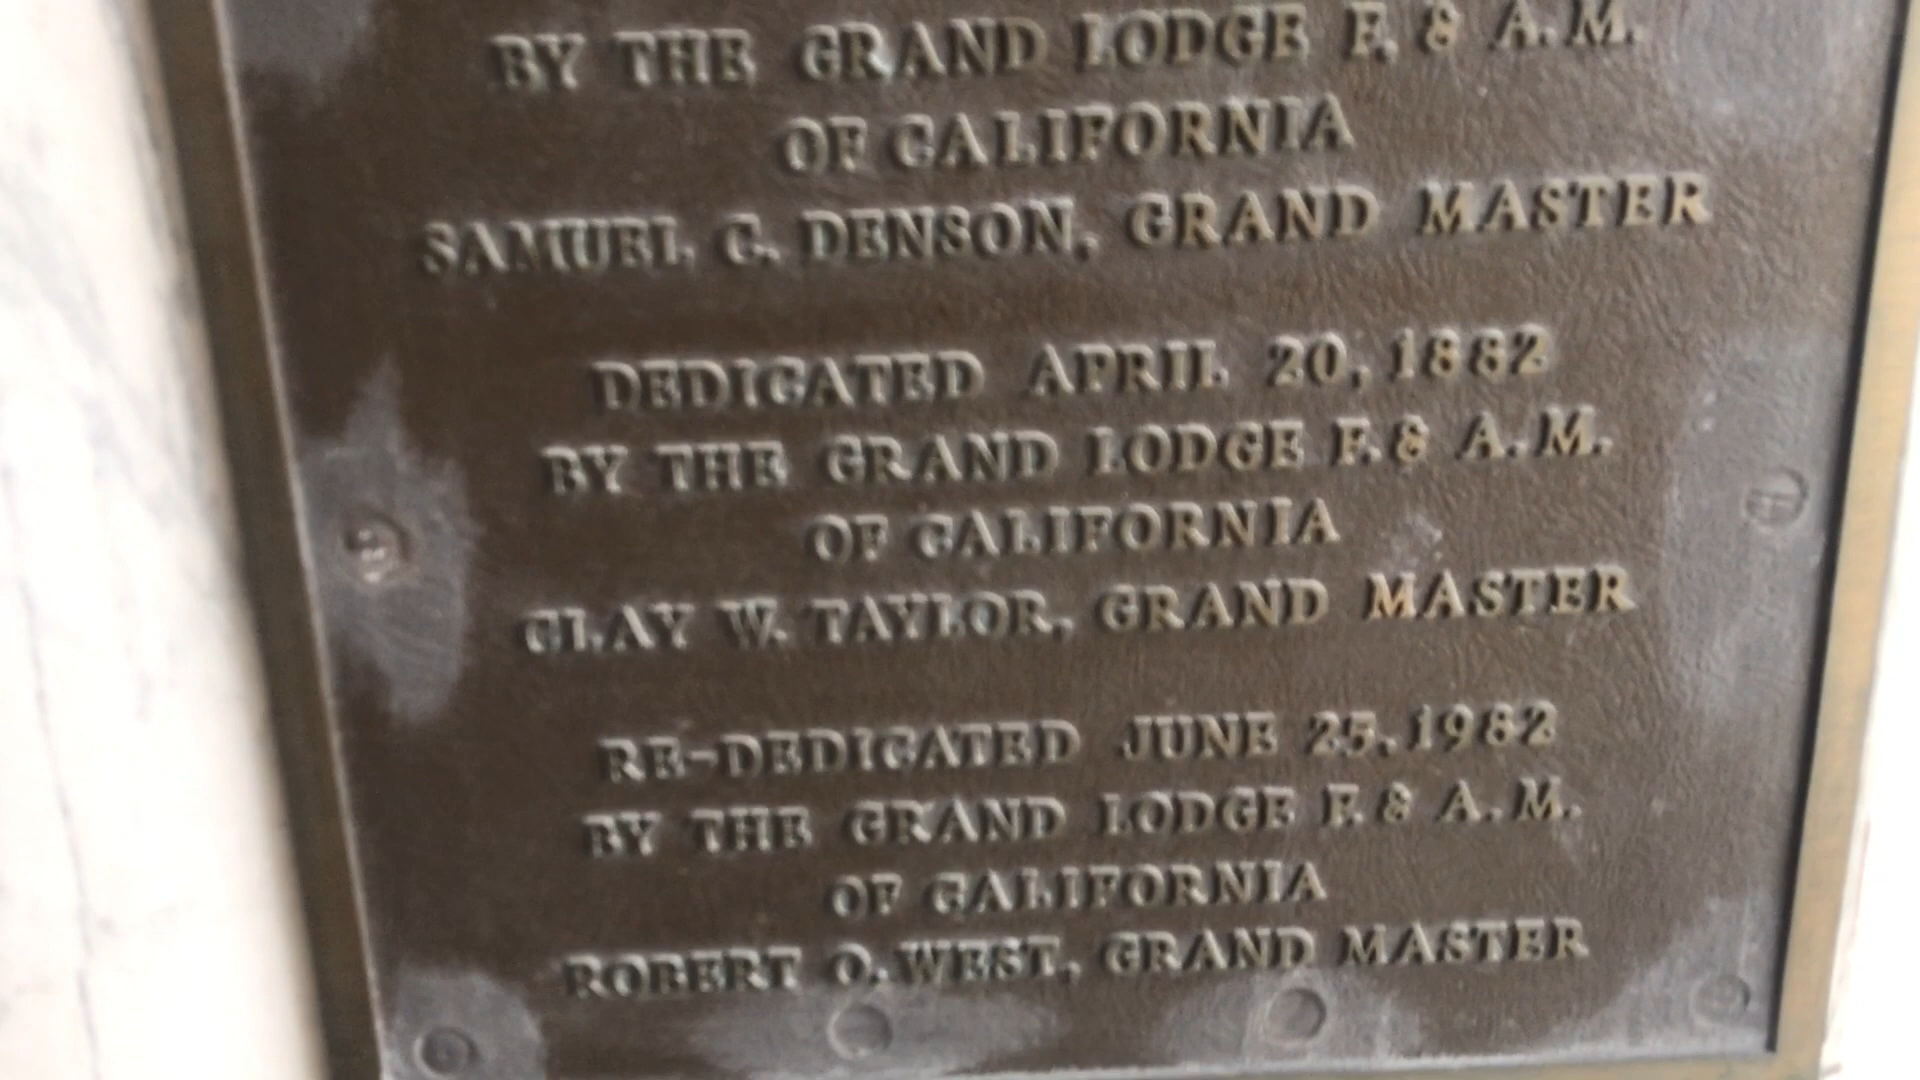 BY THE GRAND LODGE F. & A. M.
OF CALIFORNIA
SAMUEL C. DENSON, GRAND MASTER
DEDICATED APRIL 20, 1882
BY THE GRAND LODGE F. & A. M.
OF CALIFORNIA
CLAY W. TAYLOR, GRAND MASTER
RE-DEDICATED JUNE 25, 1982
BY THE GRAND LODGE F. & A. M.
OF CALIFORNIA
ROBERT O. WEST, GRAND MASTER